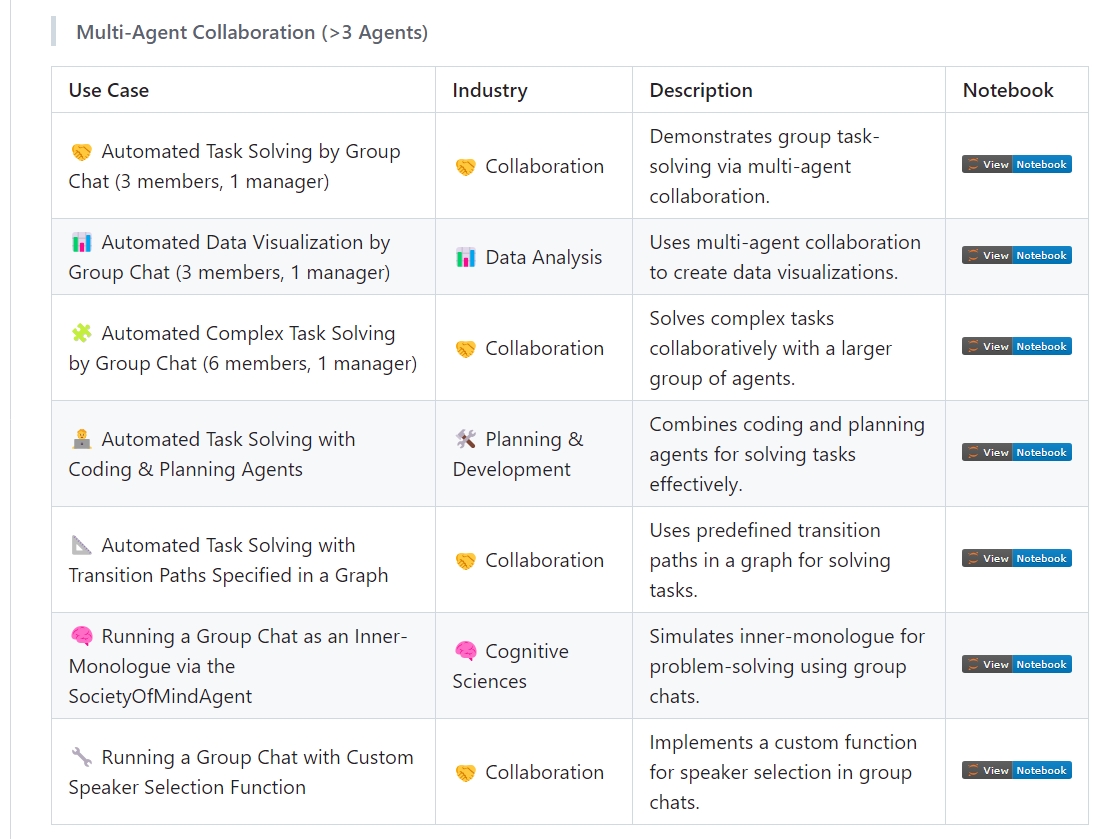 Multi-Agent Collaboration (>3 Agents)
Use Case Industry Description Notebook
🤝 Automated Task Solving by Group
Chat (3 members, 1 manager)
🤝 Collaboration
Demonstrates group task-
solving via multi-agent
collaboration.
View Notebook
📊 Automated Data Visualization by
Group Chat (3 members, 1 manager)
📊 Data Analysis
Uses multi-agent collaboration
to create data visualizations.
View Notebook
🧩 Automated Complex Task Solving
by Group Chat (6 members, 1 manager)
🤝 Collaboration
Solves complex tasks
collaboratively with a larger
group of agents.
View Notebook
🧑‍💻 Automated Task Solving with
Coding & Planning Agents
🛠️ Planning &
Development
Combines coding and planning
agents for solving tasks
effectively.
View Notebook
📐 Automated Task Solving with
Transition Paths Specified in a Graph
🤝 Collaboration
Uses predefined transition
paths in a graph for solving
tasks.
View Notebook
🧠 Running a Group Chat as an Inner-
Monologue via the
SocietyOfMindAgent
🧠 Cognitive
Sciences
Simulates inner-monologue for
problem-solving using group
chats.
View Notebook
🔧 Running a Group Chat with Custom
Speaker Selection Function
🤝 Collaboration
Implements a custom function
for speaker selection in group
chats.
View Notebook